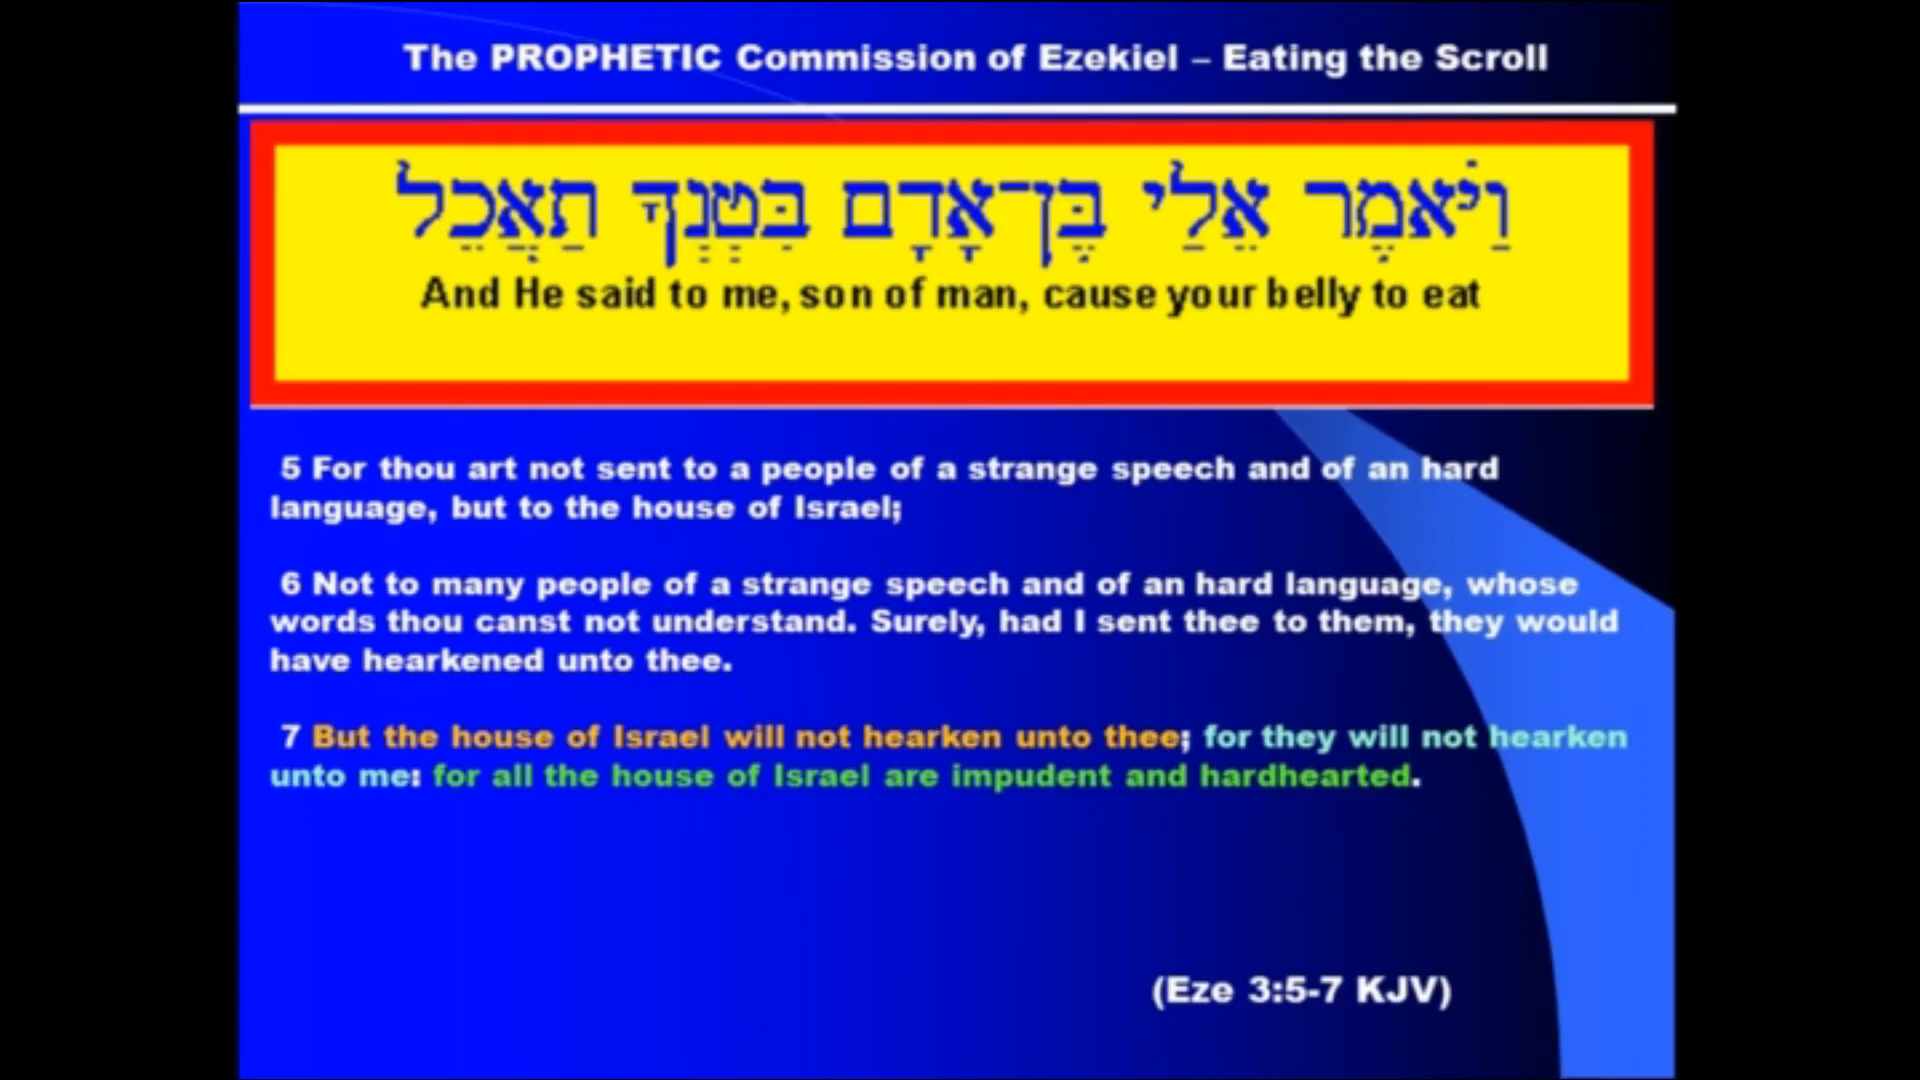 The PROPHETIC Commission of Ezekiel – Eating the Scroll
וַיֹּאמֶר אֵלַי בֶּן־אָדָם בִּטְנְךָ תַאֲכֵל
And He said to me, son of man, cause your belly to eat
5 For thou art not sent to a people of a strange speech and of an hard
language, but to the house of Israel;
6 Not to many people of a strange speech and of an hard language, whose
words thou canst not understand. Surely, had I sent thee to them, they would
have hearkened unto thee.
7 But the house of Israel will not hearken unto thee; for they will not hearken
unto me: for all the house of Israel are impudent and hardhearted.
(Eze 3:5-7 KJV)